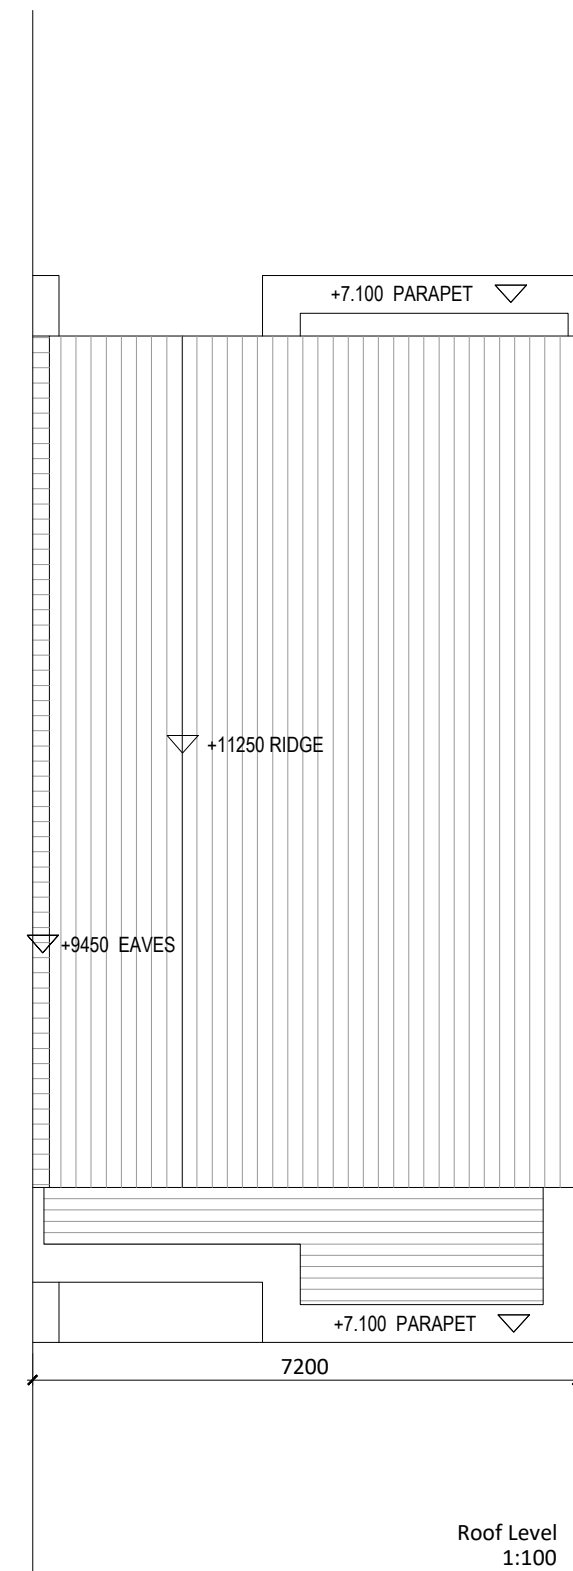 +7.100 PARAPET
+11250 RIDGE
+9450 EAVES
+7.100 PARAPET
7200
Roof Level
1:100